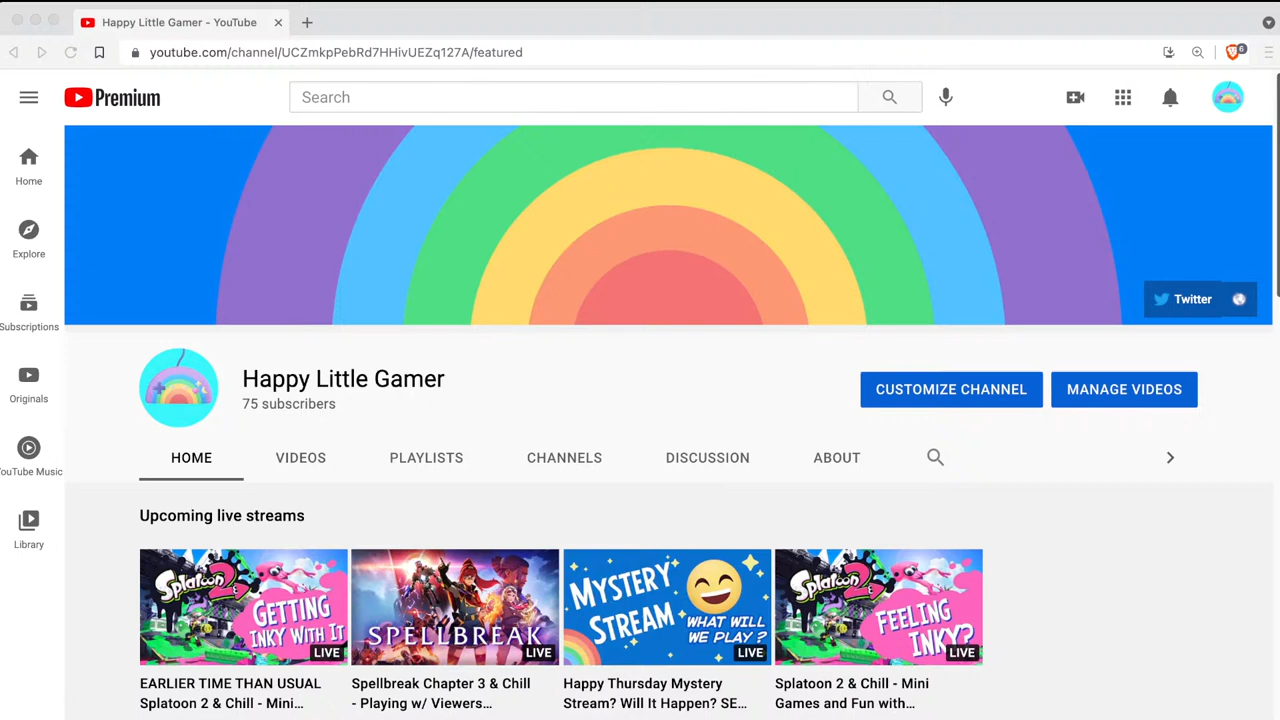 Happy Little Gamer - YouTube
youtube.com/channel/UCZmkpPebRd7HHivUEZq127A/featured
6
Premium
Search
Home
Explore
Subscriptions
Originals
YouTube Music
Library
Twitter
Happy Little Gamer
75 subscribers
CUSTOMIZE CHANNEL
MANAGE VIDEOS
HOME
VIDEOS
PLAYLISTS
CHANNELS
DISCUSSION
ABOUT
Upcoming live streams
Splatoon 2
GETTING
INKY WITH IT
LIVE
SPELLBREAK
LIVE
MYSTERY
STREAM
WHAT WILL
WE PLAY?
LIVE
Splatoon 2
FEELING
INKY?
LIVE
EARLIER TIME THAN USUAL
Splatoon 2 & Chill - Mini...
Spellbreak Chapter 3 & Chill
- Playing w/ Viewers...
Happy Thursday Mystery
Stream? Will It Happen? SE...
Splatoon 2 & Chill - Mini
Games and Fun with...